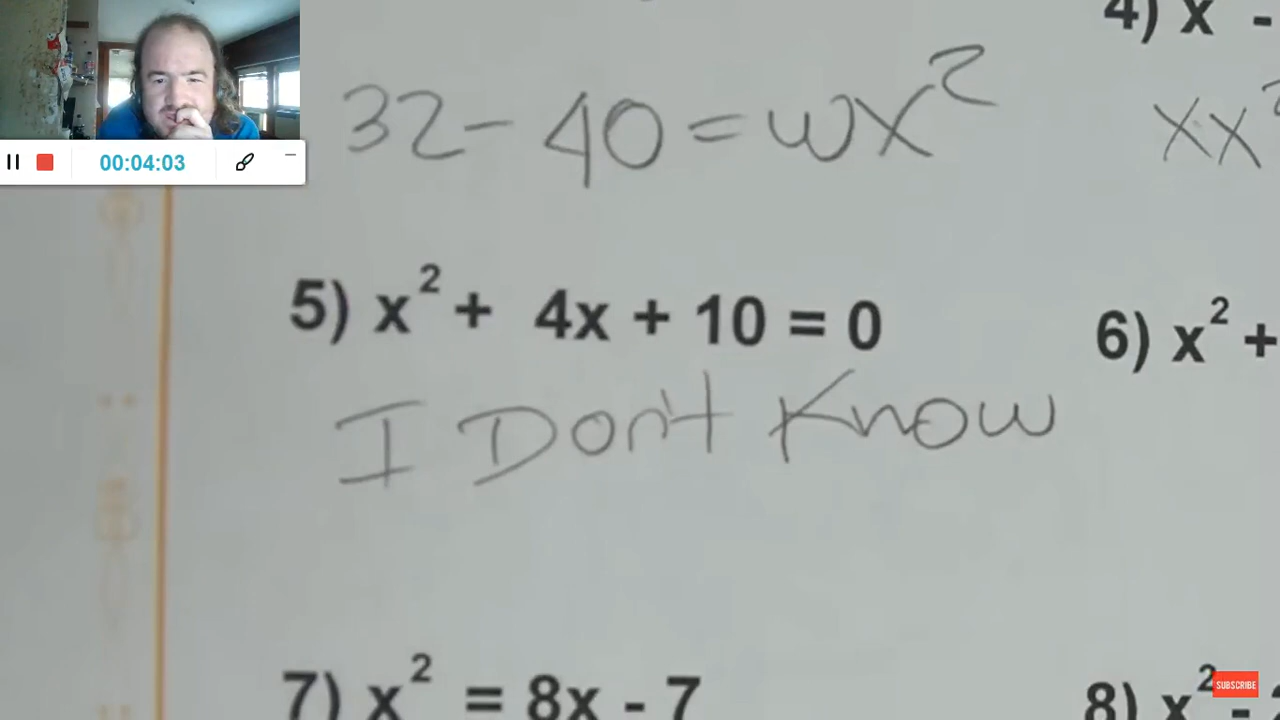 4) x -
32 - 40 = wx²
xx²
00:04:03
5) x² + 4x + 10 = 0
6) x² +
I Don't Know
7) x² = 8x - 7
8) x² -
SUBSCRIBE